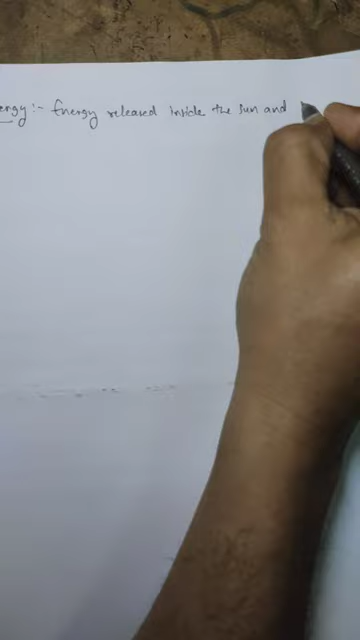 ergy :- Energy released inside the sun and